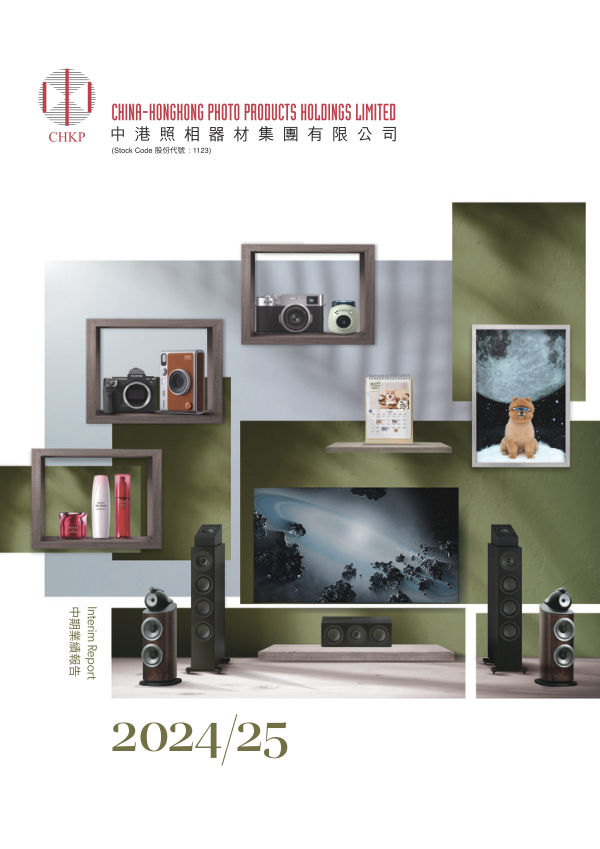 CHKP
CHINA-HONGKONG PHOTO PRODUCTS HOLDINGS LIMITED
中港照相器材集團有限公司
(Stock Code 股份代號 : 1123)
Interim Report
中期業績報告
2024/25